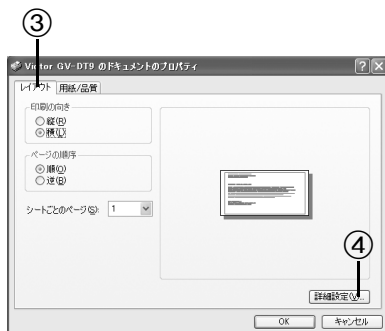 ③
Victor GV-DT9 のドキュメントのプロパティ
レイアウト 用紙/品質
印刷の向き
縦(R)
横(L)
ページの順序
順(O)
逆(B)
シートごとのページ(S): 1
④
詳細設定(V)...
OK キャンセル